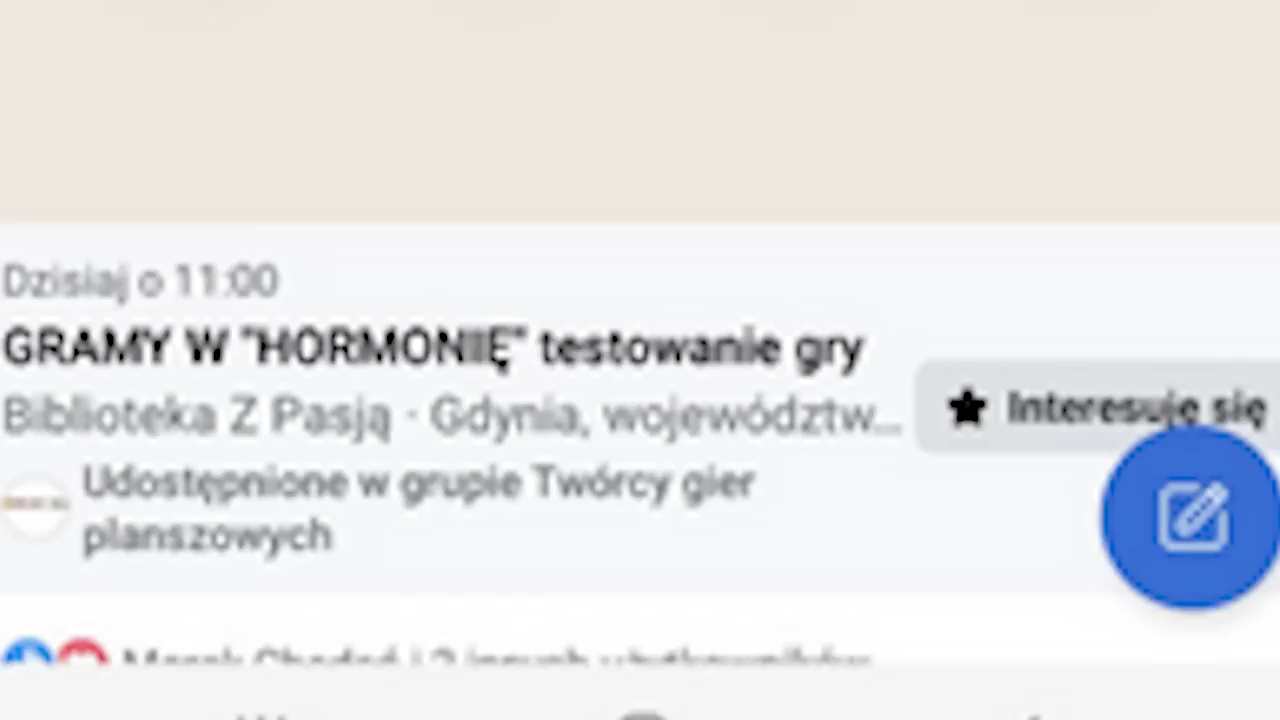 Dzisiaj o 11:00
GRAMY W "HORMONIĘ" testowanie gry
Biblioteka Z Pasją · Gdynia, województw...
Interesuję się
Udostępnione w grupie Twórcy gier
planszowych